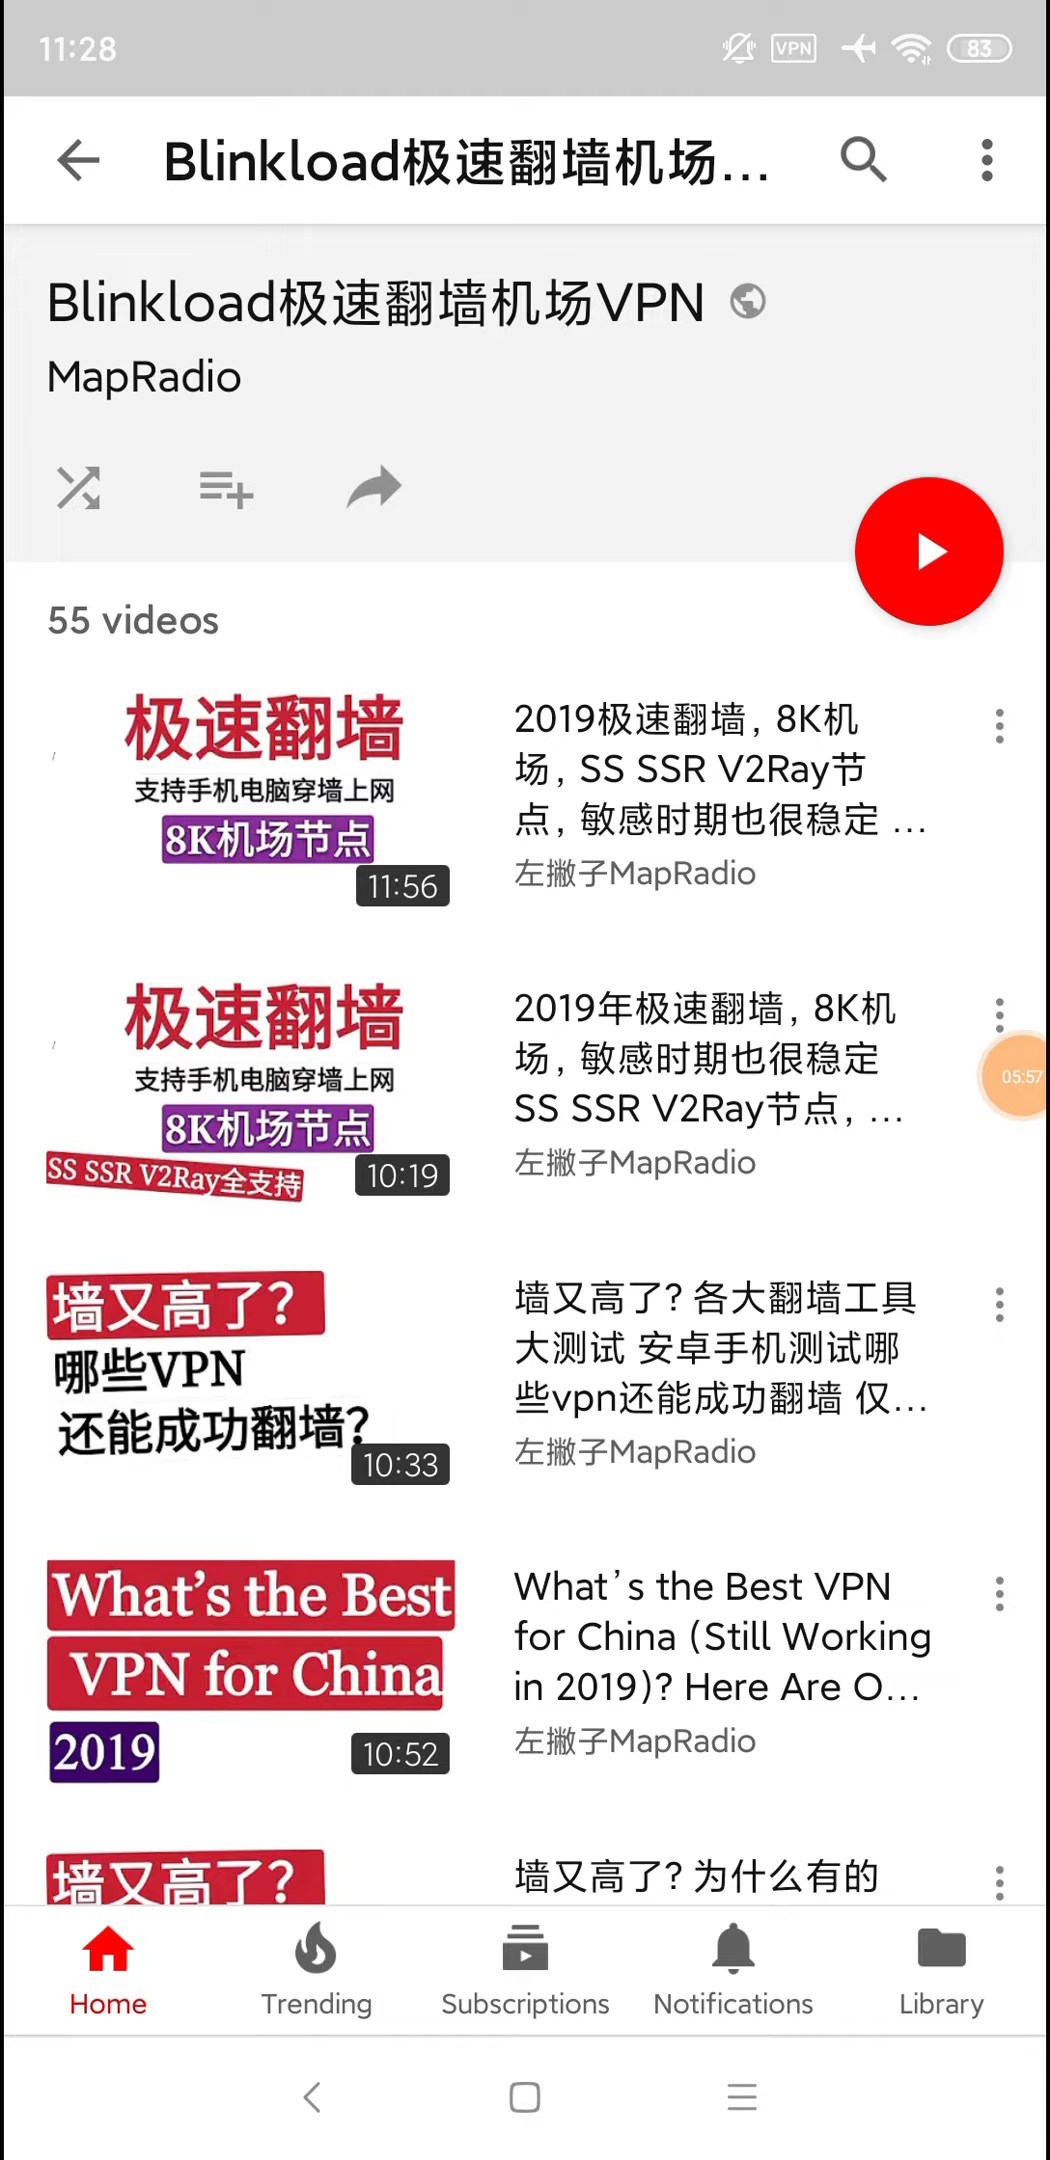 11:28
VPN
83
Blinkload极速翻墙机场...
Blinkload极速翻墙机场VPN
MapRadio
55 videos
极速翻墙
支持手机电脑穿墙上网
8K机场节点
11:56
2019极速翻墙, 8K机
场, SS SSR V2Ray节
点, 敏感时期也很稳定 ...
左撇子MapRadio
极速翻墙
支持手机电脑穿墙上网
8K机场节点
SS SSR V2Ray全支持
10:19
2019年极速翻墙, 8K机
场, 敏感时期也很稳定
SS SSR V2Ray节点, ...
左撇子MapRadio
05:57
墙又高了?
哪些VPN
还能成功翻墙?
10:33
墙又高了? 各大翻墙工具
大测试 安卓手机测试哪
些vpn还能成功翻墙 仅...
左撇子MapRadio
What's the Best
VPN for China
2019
10:52
What's the Best VPN
for China (Still Working
in 2019)? Here Are O...
左撇子MapRadio
墙又高了?
墙又高了? 为什么有的
Home
Trending
Subscriptions
Notifications
Library